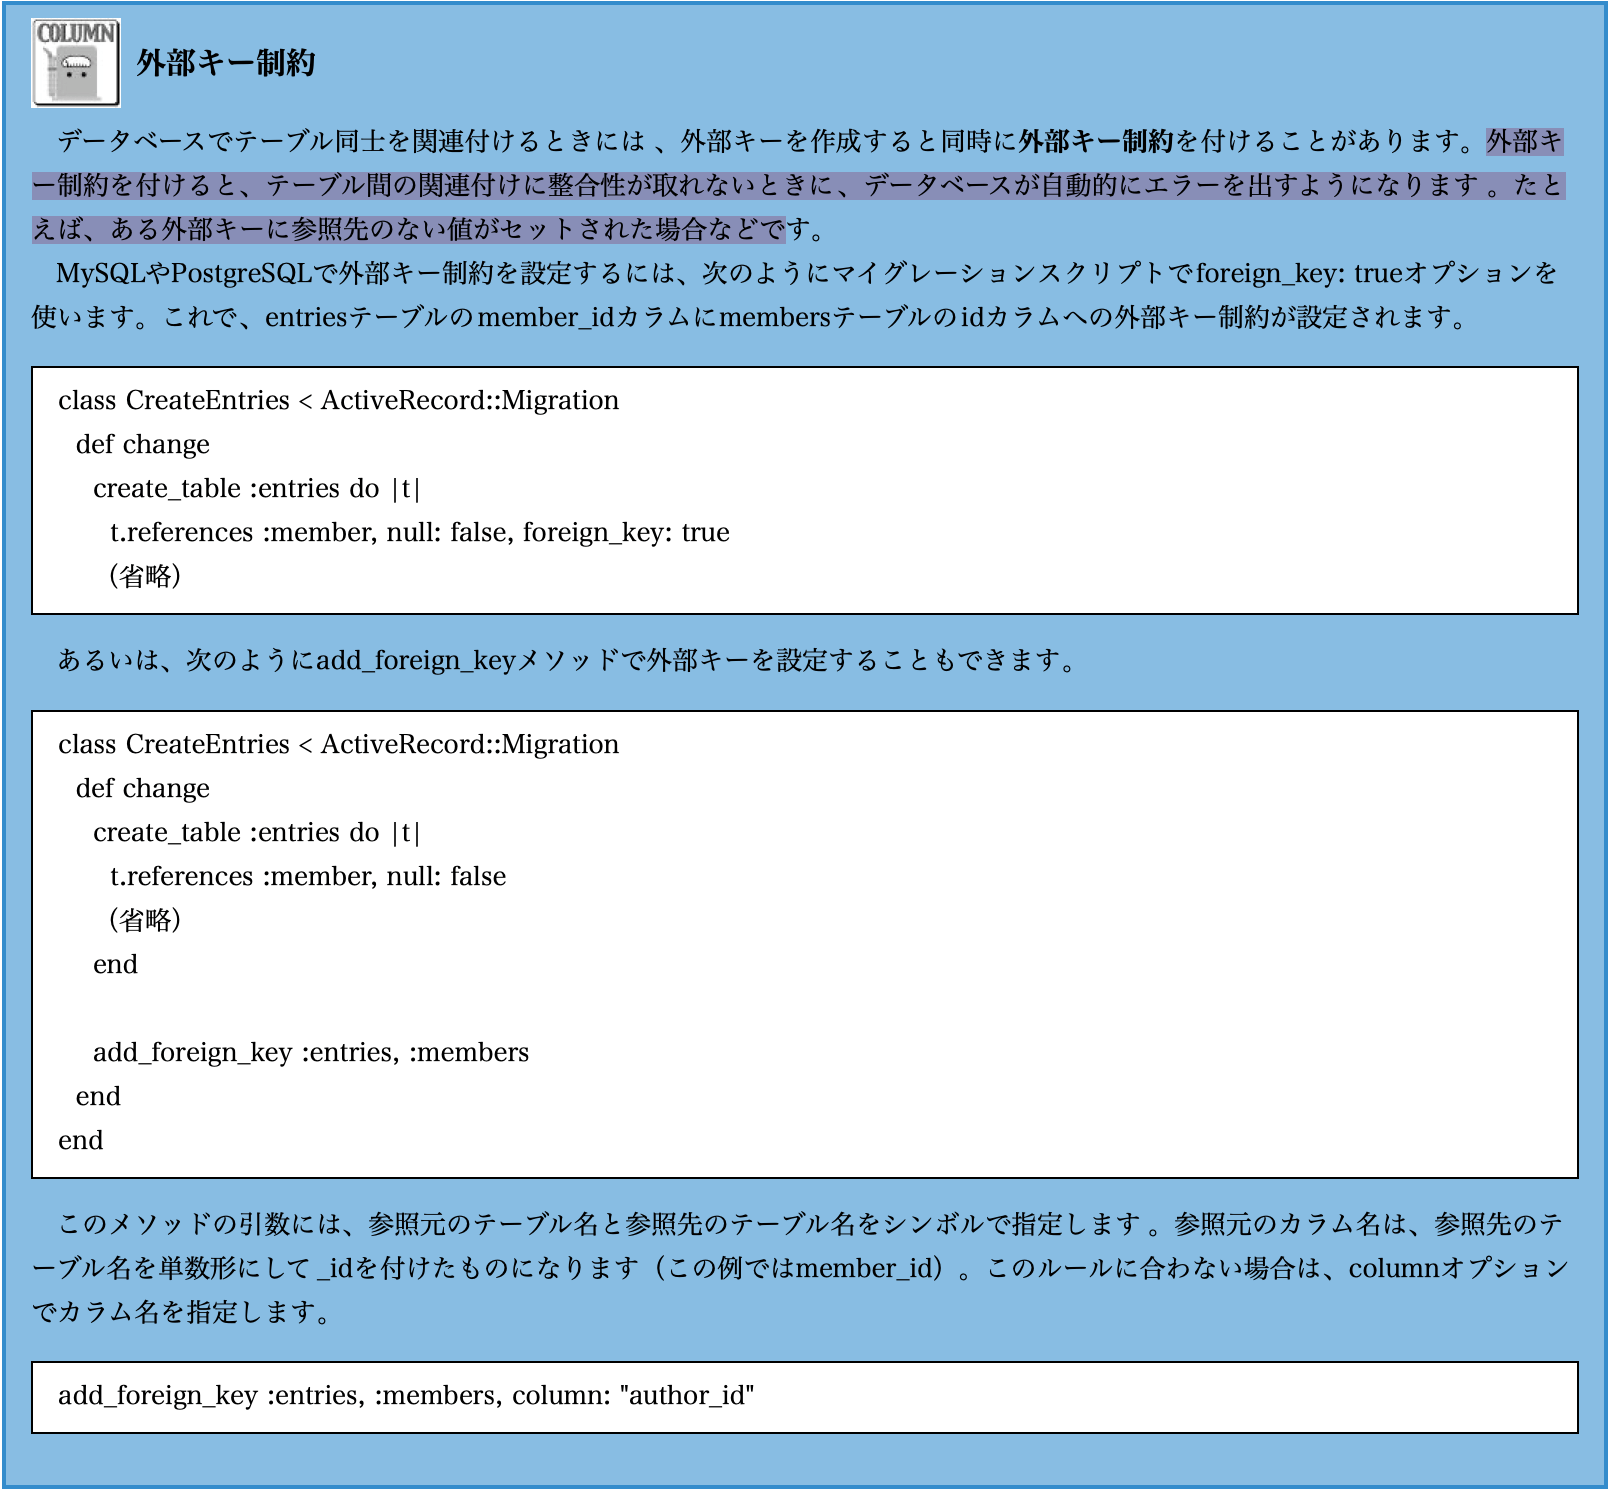 COLUMN
外部キー制約
データベースでテーブル同士を関連付けるときには、外部キーを作成すると同時に外部キー制約を付けることがあります。外部キ
ー制約を付けると、テーブル間の関連付けに整合性が取れないときに、データベースが自動的にエラーを出すようになります。たと
えば、ある外部キーに参照先のない値がセットされた場合などです。
MySQLやPostgreSQLで外部キー制約を設定するには、次のようにマイグレーションスクリプトでforeign_key: trueオプションを
使います。これで、entriesテーブルのmember_idカラムにmembersテーブルのidカラムへの外部キー制約が設定されます。
class CreateEntries < ActiveRecord::Migration
def change
create_table :entries do |t|
t.references :member, null: false, foreign_key: true
（省略）
あるいは、次のようにadd_foreign_keyメソッドで外部キーを設定することもできます。
class CreateEntries < ActiveRecord::Migration
def change
create_table :entries do |t|
t.references :member, null: false
（省略）
end
add_foreign_key :entries, :members
end
end
このメソッドの引数には、参照元のテーブル名と参照先のテーブル名をシンボルで指定します。参照元のカラム名は、参照先のテ
ーブル名を単数形にして_idを付けたものになります（この例ではmember_id）。このルールに合わない場合は、columnオプション
でカラム名を指定します。
add_foreign_key :entries, :members, column: "author_id"